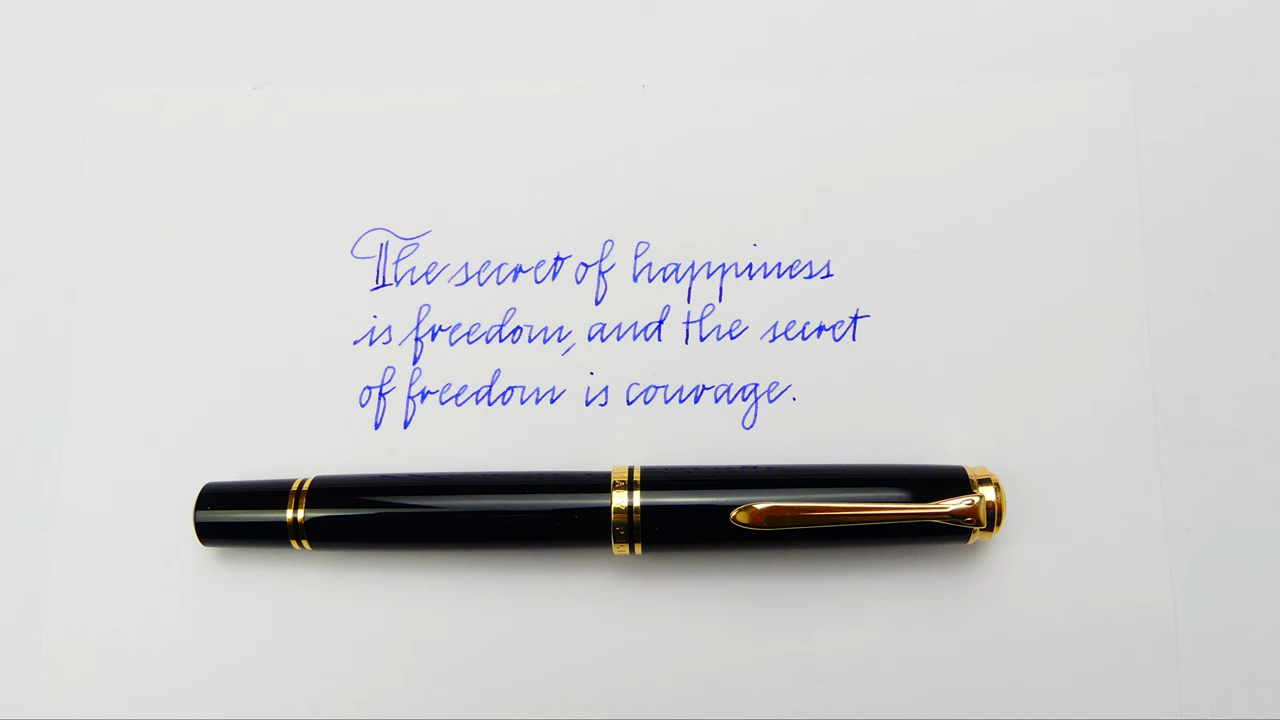 The secret of happiness
is freedom, and the secret
of freedom is courage.